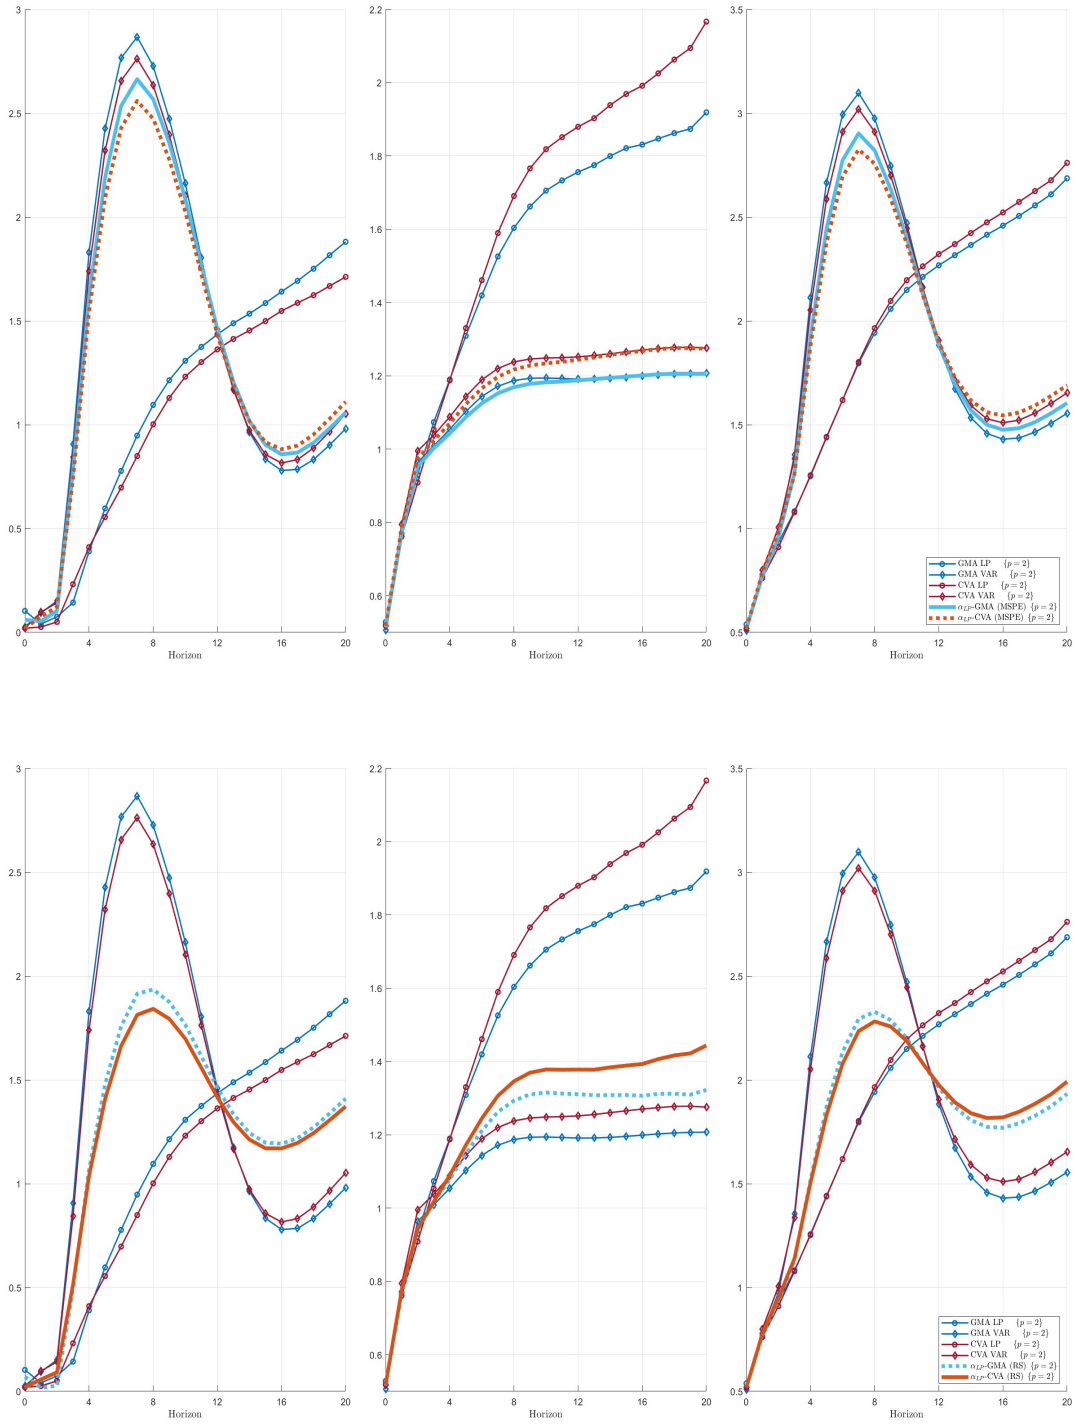 3
2.5
2
1.5
1
0.5
0
0 4 8 12 16 20
Horizon
2.2
2
1.8
1.6
1.4
1.2
1
0.8
0.6
0 4 8 12 16 20
Horizon
3.5
3
2.5
2
1.5
1
0.5
0 4 8 12 16 20
Horizon
GMA LP {p = 2}
GMA VAR {p = 2}
CVA LP {p = 2}
CVA VAR {p = 2}
α_{LP}-GMA (MSPE) {p = 2}
α_{LP}-CVA (MSPE) {p = 2}
3
2.5
2
1.5
1
0.5
0
0 4 8 12 16 20
Horizon
2.2
2
1.8
1.6
1.4
1.2
1
0.8
0.6
0 4 8 12 16 20
Horizon
3.5
3
2.5
2
1.5
1
0.5
0 4 8 12 16 20
Horizon
GMA LP {p = 2}
GMA VAR {p = 2}
CVA LP {p = 2}
CVA VAR {p = 2}
α_{LP}-GMA (RS) {p = 2}
α_{LP}-CVA (RS) {p = 2}